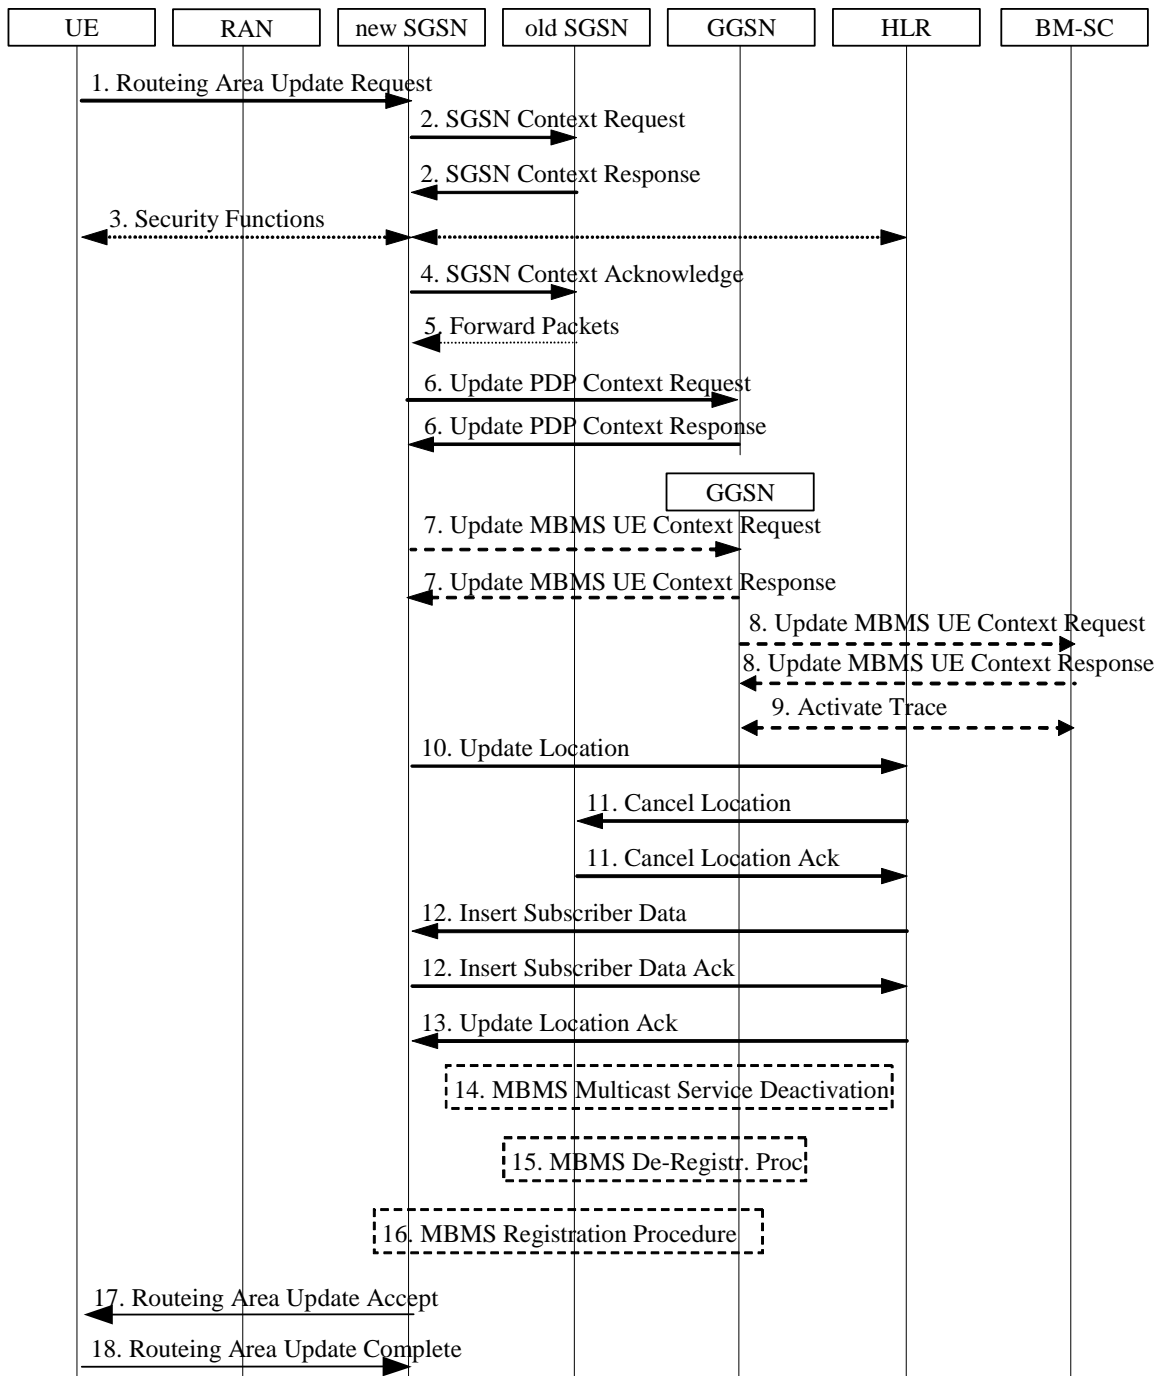 UE
RAN
new SGSN
old SGSN
GGSN
HLR
BM-SC
1. Routeing Area Update Request
2. SGSN Context Request
2. SGSN Context Response
3. Security Functions
4. SGSN Context Acknowledge
5. Forward Packets
6. Update PDP Context Request
6. Update PDP Context Response
GGSN
7. Update MBMS UE Context Request
7. Update MBMS UE Context Response
8. Update MBMS UE Context Request
8. Update MBMS UE Context Response
9. Activate Trace
10. Update Location
11. Cancel Location
11. Cancel Location Ack
12. Insert Subscriber Data
12. Insert Subscriber Data Ack
13. Update Location Ack
14. MBMS Multicast Service Deactivation
15. MBMS De-Registr. Proc
16. MBMS Registration Procedure
17. Routeing Area Update Accept
18. Routeing Area Update Complete